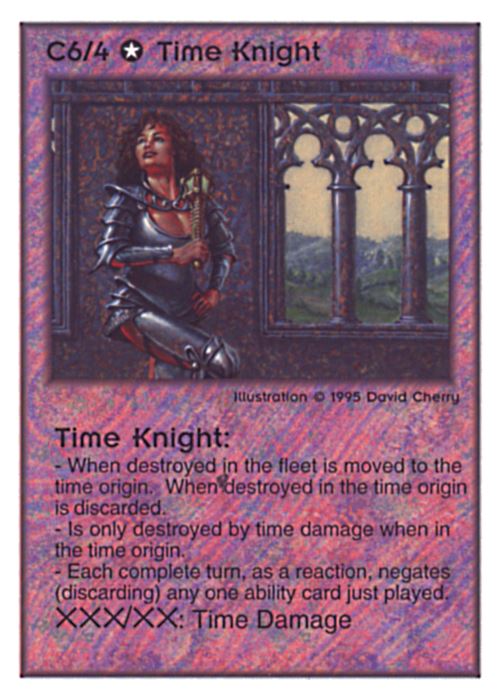 C6/4 ✪ Time Knight
Illustration © 1995 David Cherry
Time Knight:
- When destroyed in the fleet is moved to the
time origin. When destroyed in the time origin
is discarded.
- Is only destroyed by time damage when in
the time origin.
- Each complete turn, as a reaction, negates
(discarding) any one ability card just played.
XXX/XX: Time Damage